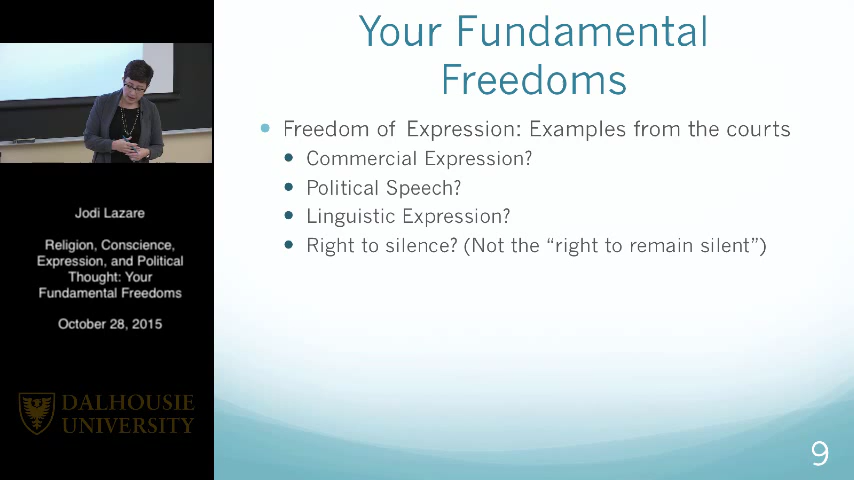 Your Fundamental
Freedoms
Freedom of Expression: Examples from the courts
Commercial Expression?
Political Speech?
Linguistic Expression?
Right to silence? (Not the “right to remain silent”)
9
Jodi Lazare
Religion, Conscience,
Expression, and Political
Thought: Your
Fundamental Freedoms
October 28, 2015
DALHOUSIE
UNIVERSITY